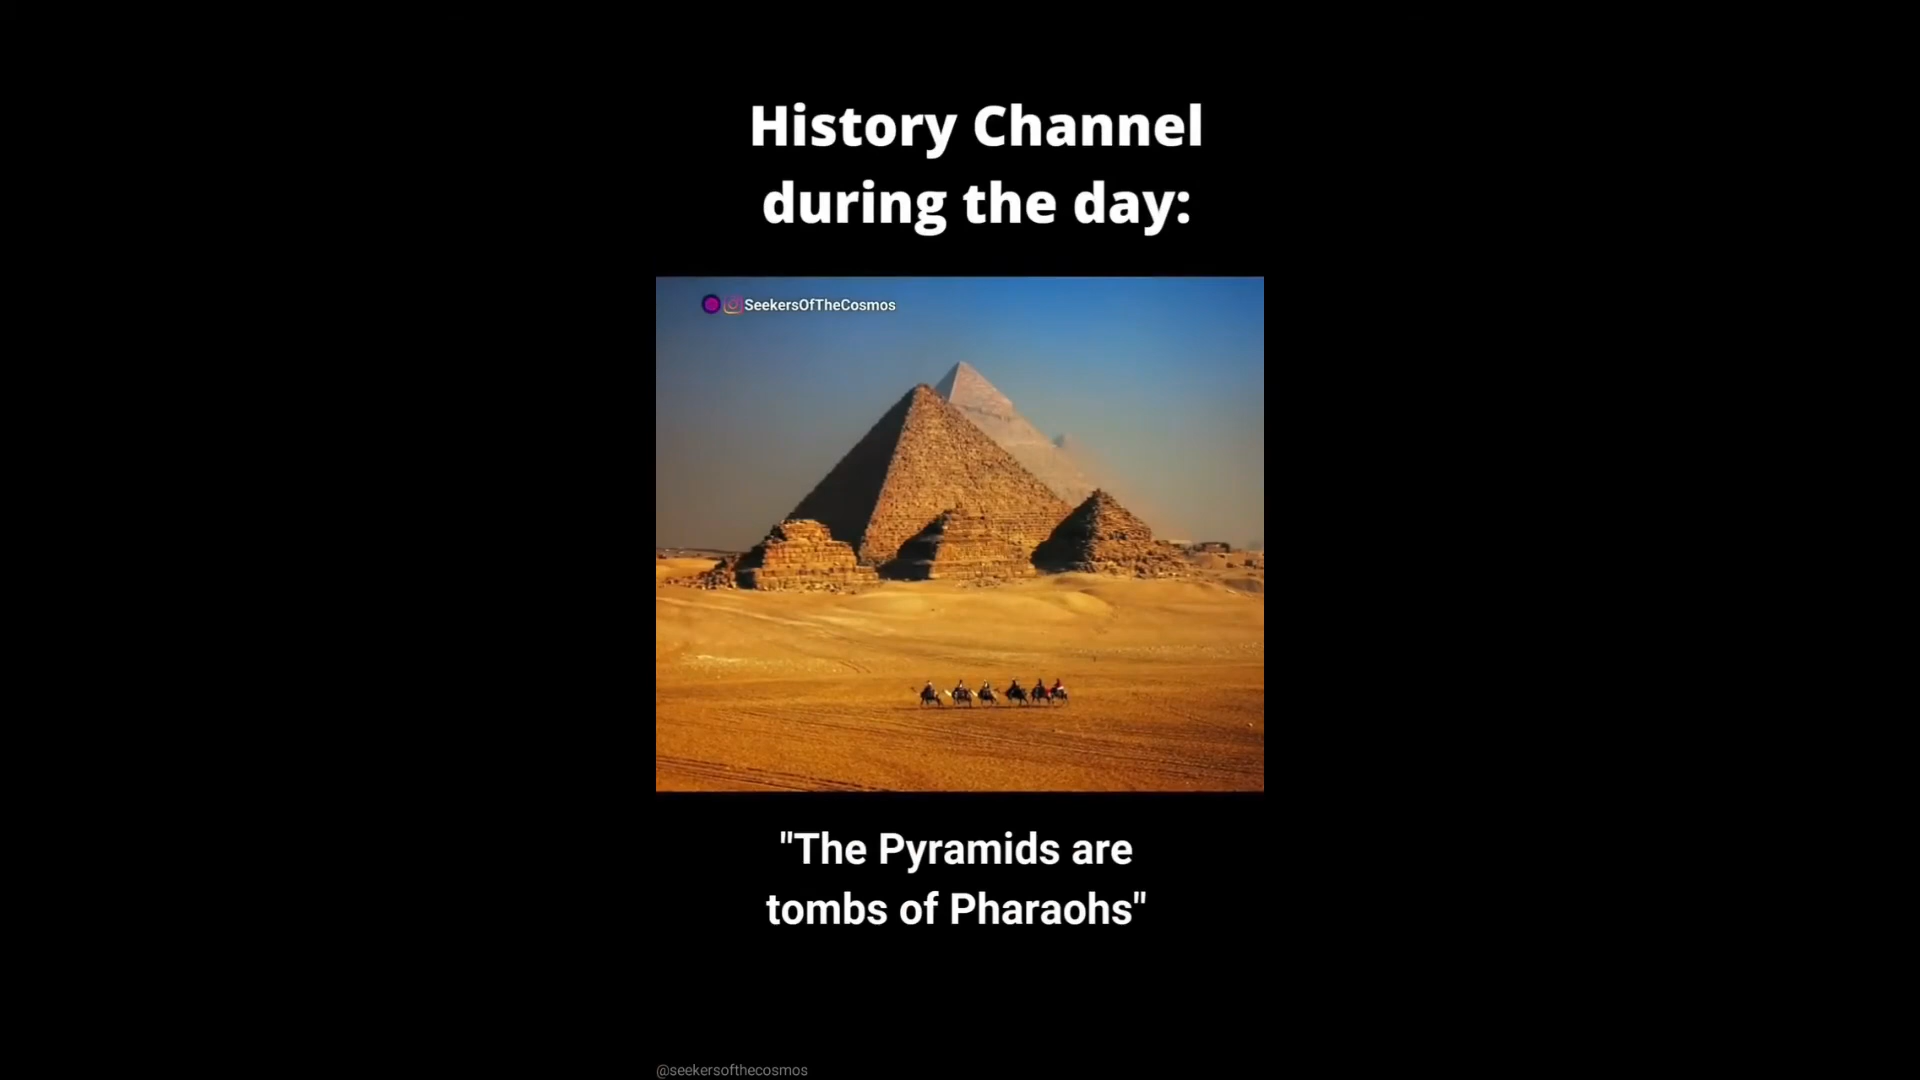 History Channel
during the day:
SeekersOfTheCosmos
"The Pyramids are
tombs of Pharaohs"
@seekersofthecosmos